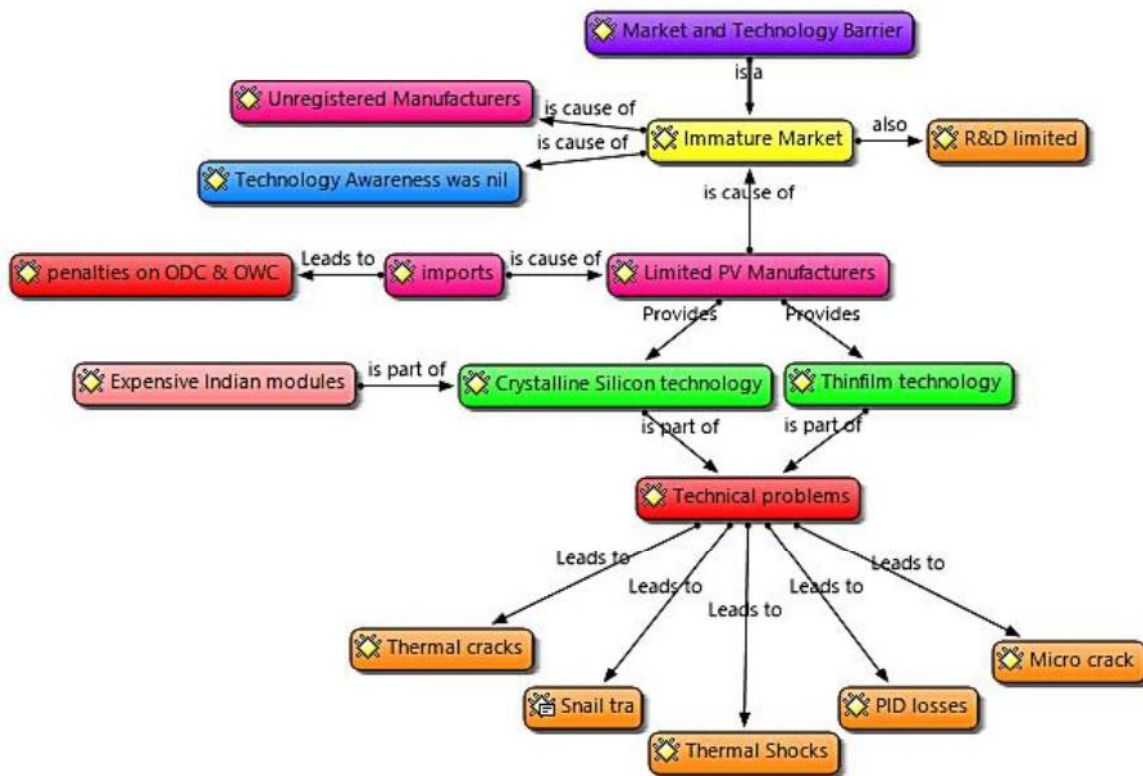 Market and Technology Barrier
is a
Unregistered Manufacturers
is cause of
Immature Market
also
R&D limited
is cause of
Technology Awareness was nil
is cause of
penalties on ODC & OWC
Leads to
imports
is cause of
Limited PV Manufacturers
Provides
Provides
Expensive Indian modules
is part of
Crystalline Silicon technology
Thinfilm technology
is part of
is part of
Technical problems
Leads to
Leads to
Leads to
Leads to
Leads to
Thermal cracks
Micro crack
Snail tra
PID losses
Thermal Shocks